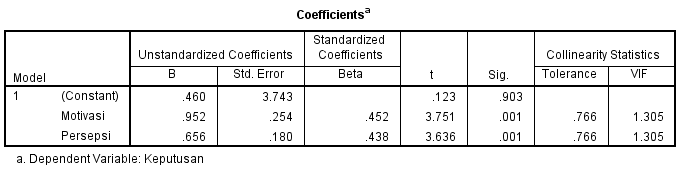 Coefficientsa
Unstandardized Coefficients Standardized Coefficients Collinearity Statistics
Model B Std. Error Beta t Sig. Tolerance VIF
1 (Constant) .460 3.743 .123 .903
Motivasi .952 .254 .452 3.751 .001 .766 1.305
Persepsi .656 .180 .438 3.636 .001 .766 1.305
a. Dependent Variable: Keputusan